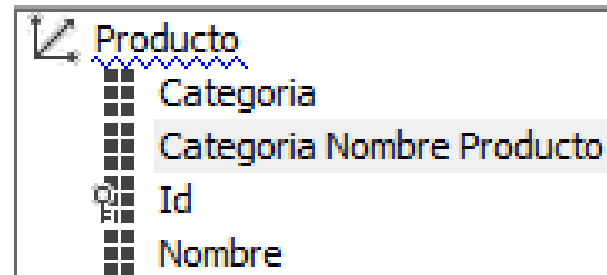 Producto
Categoria
Categoria Nombre Producto
Id
Nombre